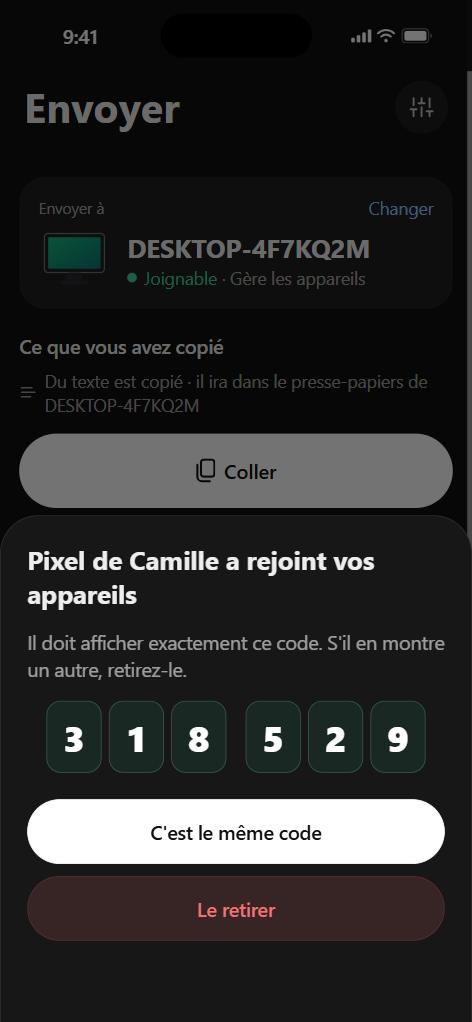 9:41
Envoyer
Envoyer à
Changer
DESKTOP-4F7KQ2M
Joignable · Gère les appareils
Ce que vous avez copié
Du texte est copié · il ira dans le presse-papiers de
DESKTOP-4F7KQ2M
Coller
Pixel de Camille a rejoint vos
appareils
Il doit afficher exactement ce code. S'il en montre
un autre, retirez-le.
3 1 8 5 2 9
C'est le même code
Le retirer